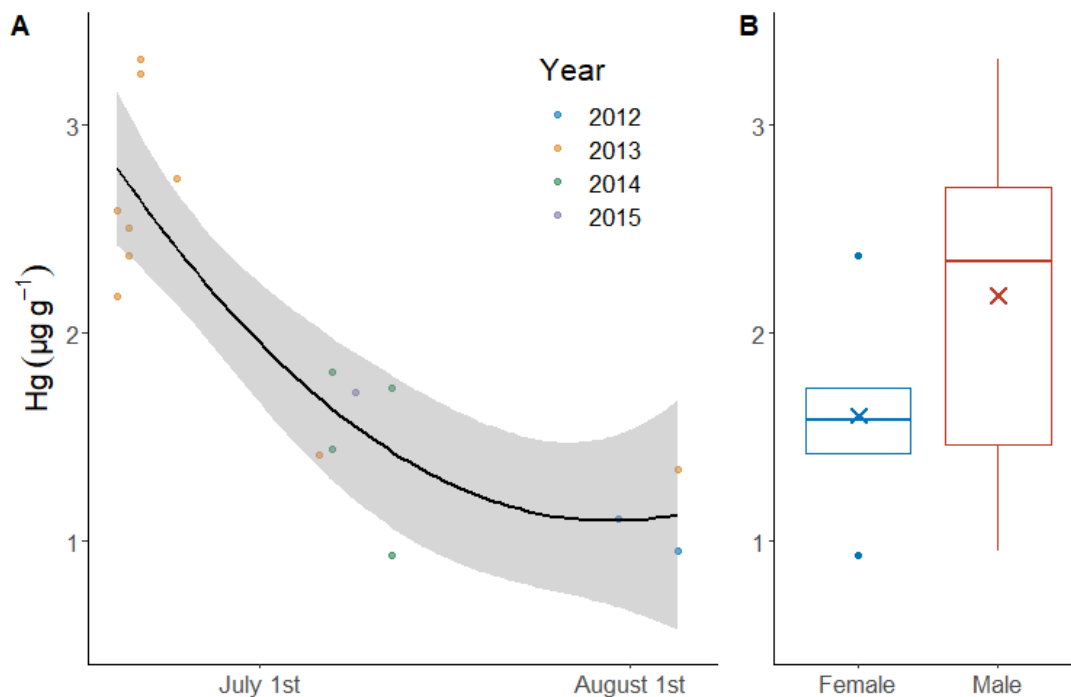 A
Hg (µg g⁻¹)
3
2
1
Year
2012
2013
2014
2015
July 1st
August 1st
B
3
2
1
Female
Male